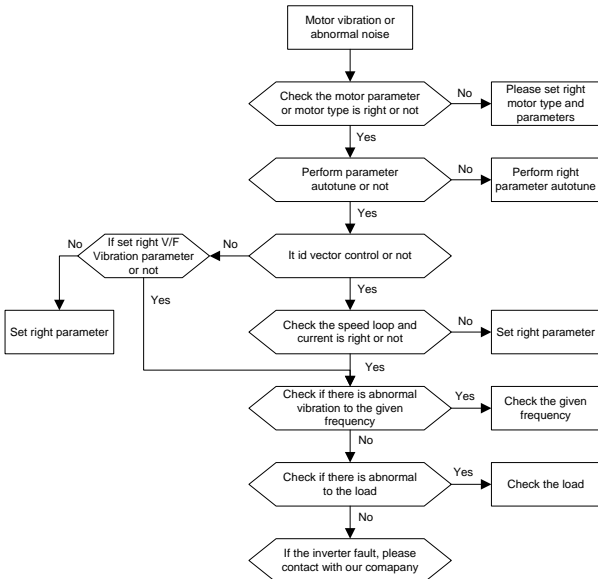 Motor vibration or
abnormal noise
Check the motor parameter
or motor type is right or not
No
Please set right
motor type and
parameters
Yes
Perform parameter
autotune or not
No
Perform right
parameter autotune
Yes
No
If set right V/F
Vibration parameter
or not
No
It id vector control or not
Yes
Yes
Set right parameter
Check the speed loop and
current is right or not
No
Set right parameter
Yes
Check if there is abnormal
vibration to the given
frequency
Yes
Check the given
frequency
No
Check if there is abnormal
to the load
Yes
Check the load
No
If the inverter fault, please
contact with our comapany